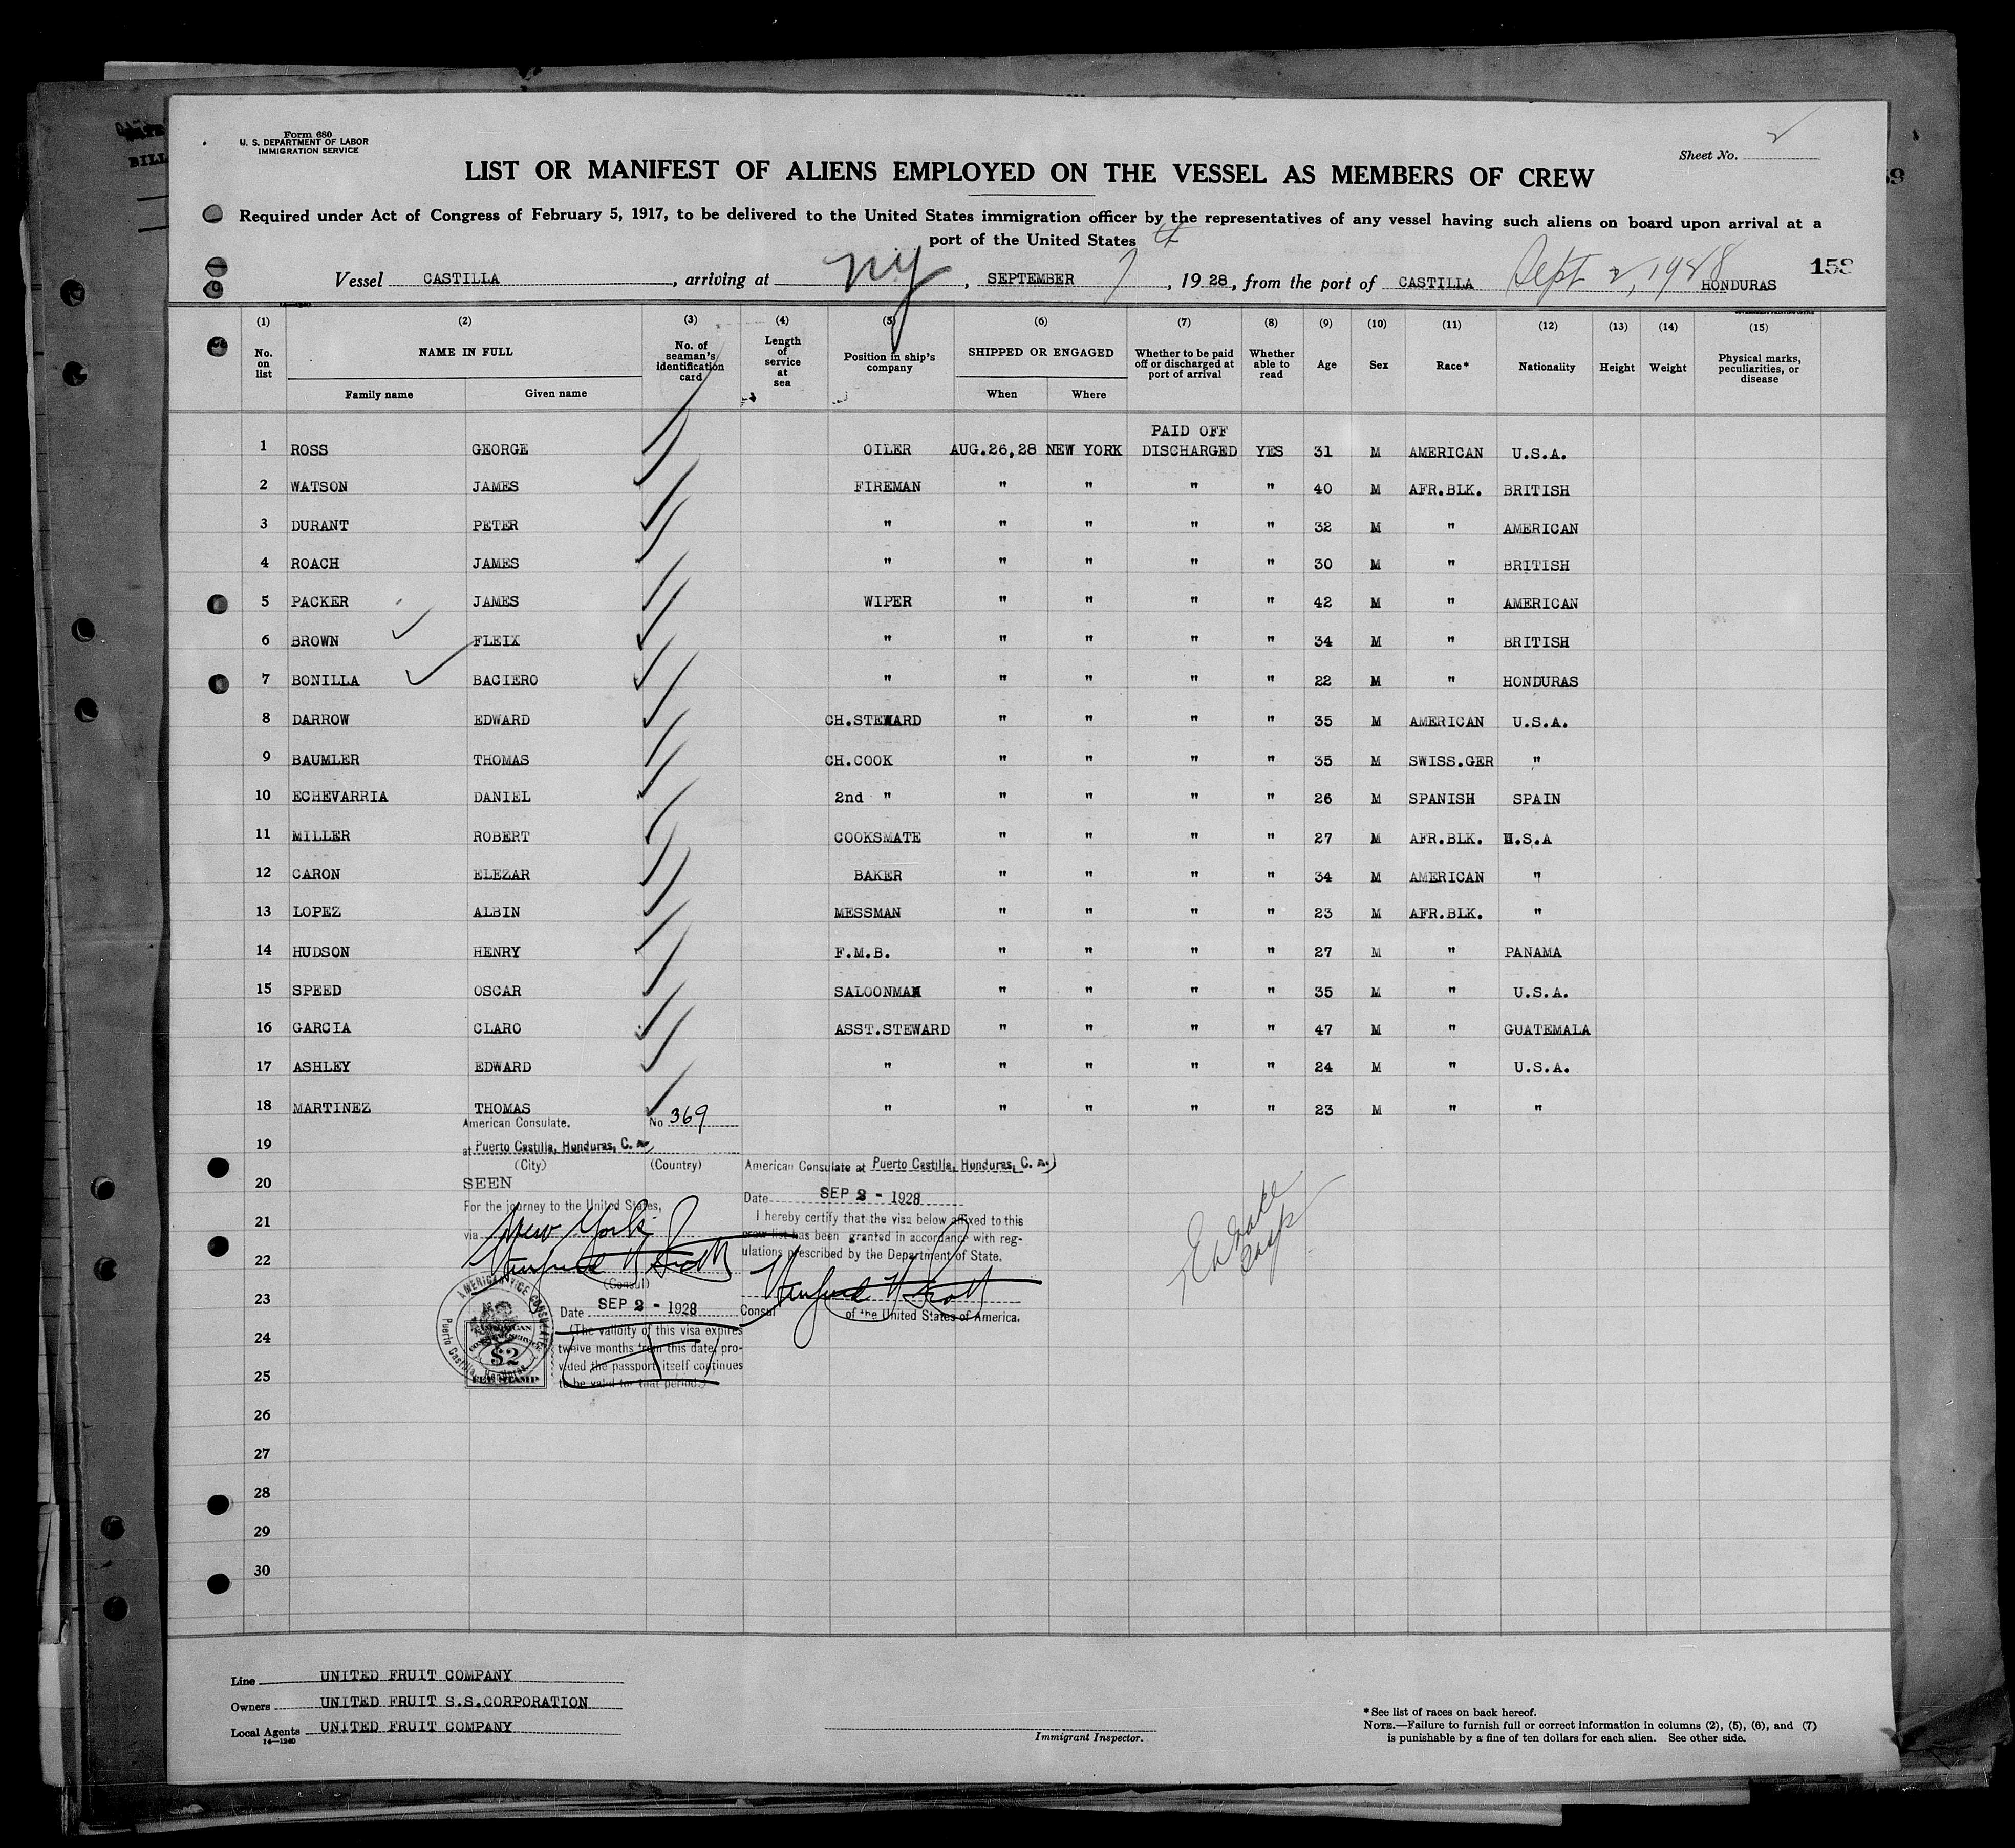 Form 680
U. S. DEPARTMENT OF LABOR
IMMIGRATION SERVICE
Sheet No. 2
LIST OR MANIFEST OF ALIENS EMPLOYED ON THE VESSEL AS MEMBERS OF CREW
Required under Act of Congress of February 5, 1917, to be delivered to the United States immigration officer by the representatives of any vessel having such aliens on board upon arrival at a
port of the United States
Vessel CASTILLA, arriving at NY, SEPTEMBER 7th, 1928, from the port of CASTILLA Sept 2, 1928 HONDURAS
158
(1) (2) (3) (4) (5) (6) (7) (8) (9) (10) (11) (12) (13) (14) (15)
No. on list NAME IN FULL No. of seaman's identification card Length of service at sea Position in ship's company SHIPPED OR ENGAGED Whether to be paid off or discharged at port of arrival Whether able to read Age Sex Race* Nationality Height Weight Physical marks, peculiarities, or disease
Family name Given name When Where
PAID OFF
1 ROSS GEORGE OILER AUG.26,28 NEW YORK DISCHARGED YES 31 M AMERICAN U.S.A.
2 WATSON JAMES FIREMAN " " " " 40 M AFR.BLK. BRITISH
3 DURANT PETER " " " " " 32 M " AMERICAN
4 ROACH JAMES " " " " " 30 M " BRITISH
5 PACKER JAMES WIPER " " " " 42 M " AMERICAN
6 BROWN FLEIX " " " " " 34 M " BRITISH
7 BONILLA BACIERO " " " " " 22 M " HONDURAS
8 DARROW EDWARD CH.STEWARD " " " " 35 M AMERICAN U.S.A.
9 BAUMLER THOMAS CH.COOK " " " " 35 M SWISS.GER "
10 ECHEVARRIA DANIEL 2nd " " " " " 26 M SPANISH SPAIN
11 MILLER ROBERT COOKSMATE " " " " 27 M AFR.BLK. U.S.A
12 CARON ELEZAR BAKER " " " " 34 M AMERICAN "
13 LOPEZ ALBIN MESSMAN " " " " 23 M AFR.BLK. "
14 HUDSON HENRY F.M.B. " " " " 27 M " PANAMA
15 SPEED OSCAR SALOONMAN " " " " 35 M " U.S.A.
16 GARCIA CLARO ASST.STEWARD " " " " 47 M " GUATEMALA
17 ASHLEY EDWARD " " " " " 24 M " U.S.A.
18 MARTINEZ THOMAS " " " " " 23 M " "
American Consulate. No 369
19
at Puerto Castilla, Honduras, C. A.
(City) (Country)
American Consulate at Puerto Castilla, Honduras, C. A.
20
SEEN
Date SEP 2 - 1928
For the journey to the United States,
I hereby certify that the visa below affixed to this
21
via New York
crew list has been granted in accordance with reg-
ulations prescribed by the Department of State.
22
(Consul)
23
Date SEP 2 - 1928
Consul of the United States of America.
24
(The validity of this visa expires
twelve months from this date, pro-
vided the passport itself continues
to be valid for that period.)
AMERICAN VICE CONSULATE
Puerto Castilla, Honduras
$2
FEE STAMP
25
26
27
28
29
30
Line UNITED FRUIT COMPANY
Owners UNITED FRUIT S.S.CORPORATION
Local Agents UNITED FRUIT COMPANY
14—1240
Immigrant Inspector.
*See list of races on back hereof.
NOTE.—Failure to furnish full or correct information in columns (2), (5), (6), and (7)
is punishable by a fine of ten dollars for each alien. See other side.